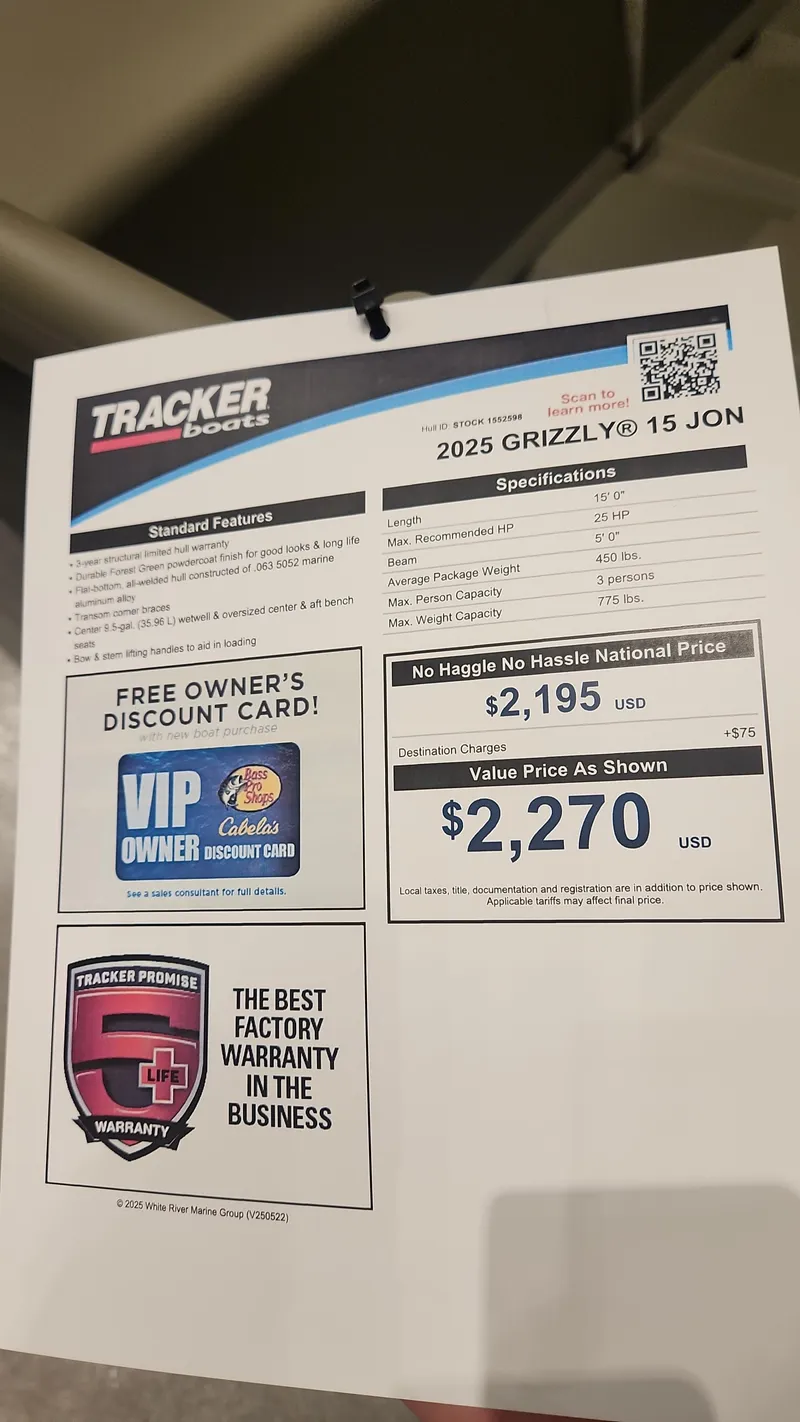 TRACKER
boats
Scan to
learn more!
Hull ID: STOCK 1552598
2025 GRIZZLY® 15 JON
Standard Features
• 3-year structural limited hull warranty
• Durable Forest Green powdercoat finish for good looks & long life
• Flat-bottom, all-welded hull constructed of .063 5052 marine
aluminum alloy
• Transom corner braces
• Center 9.5-gal. (35.96 L) wetwell & oversized center & aft bench
seats
• Bow & stern lifting handles to aid in loading
Specifications
Length 15' 0"
Max. Recommended HP 25 HP
Beam 5' 0"
Average Package Weight 450 lbs.
Max. Person Capacity 3 persons
Max. Weight Capacity 775 lbs.
FREE OWNER'S
DISCOUNT CARD!
with new boat purchase
VIP
OWNER DISCOUNT CARD
Bass
Pro
Shops
Cabela's
See a sales consultant for full details.
No Haggle No Hassle National Price
$2,195 USD
Destination Charges +$75
Value Price As Shown
$2,270 USD
Local taxes, title, documentation and registration are in addition to price shown.
Applicable tariffs may affect final price.
TRACKER PROMISE
5
LIFE
WARRANTY
THE BEST
FACTORY
WARRANTY
IN THE
BUSINESS
© 2025 White River Marine Group (V250522)